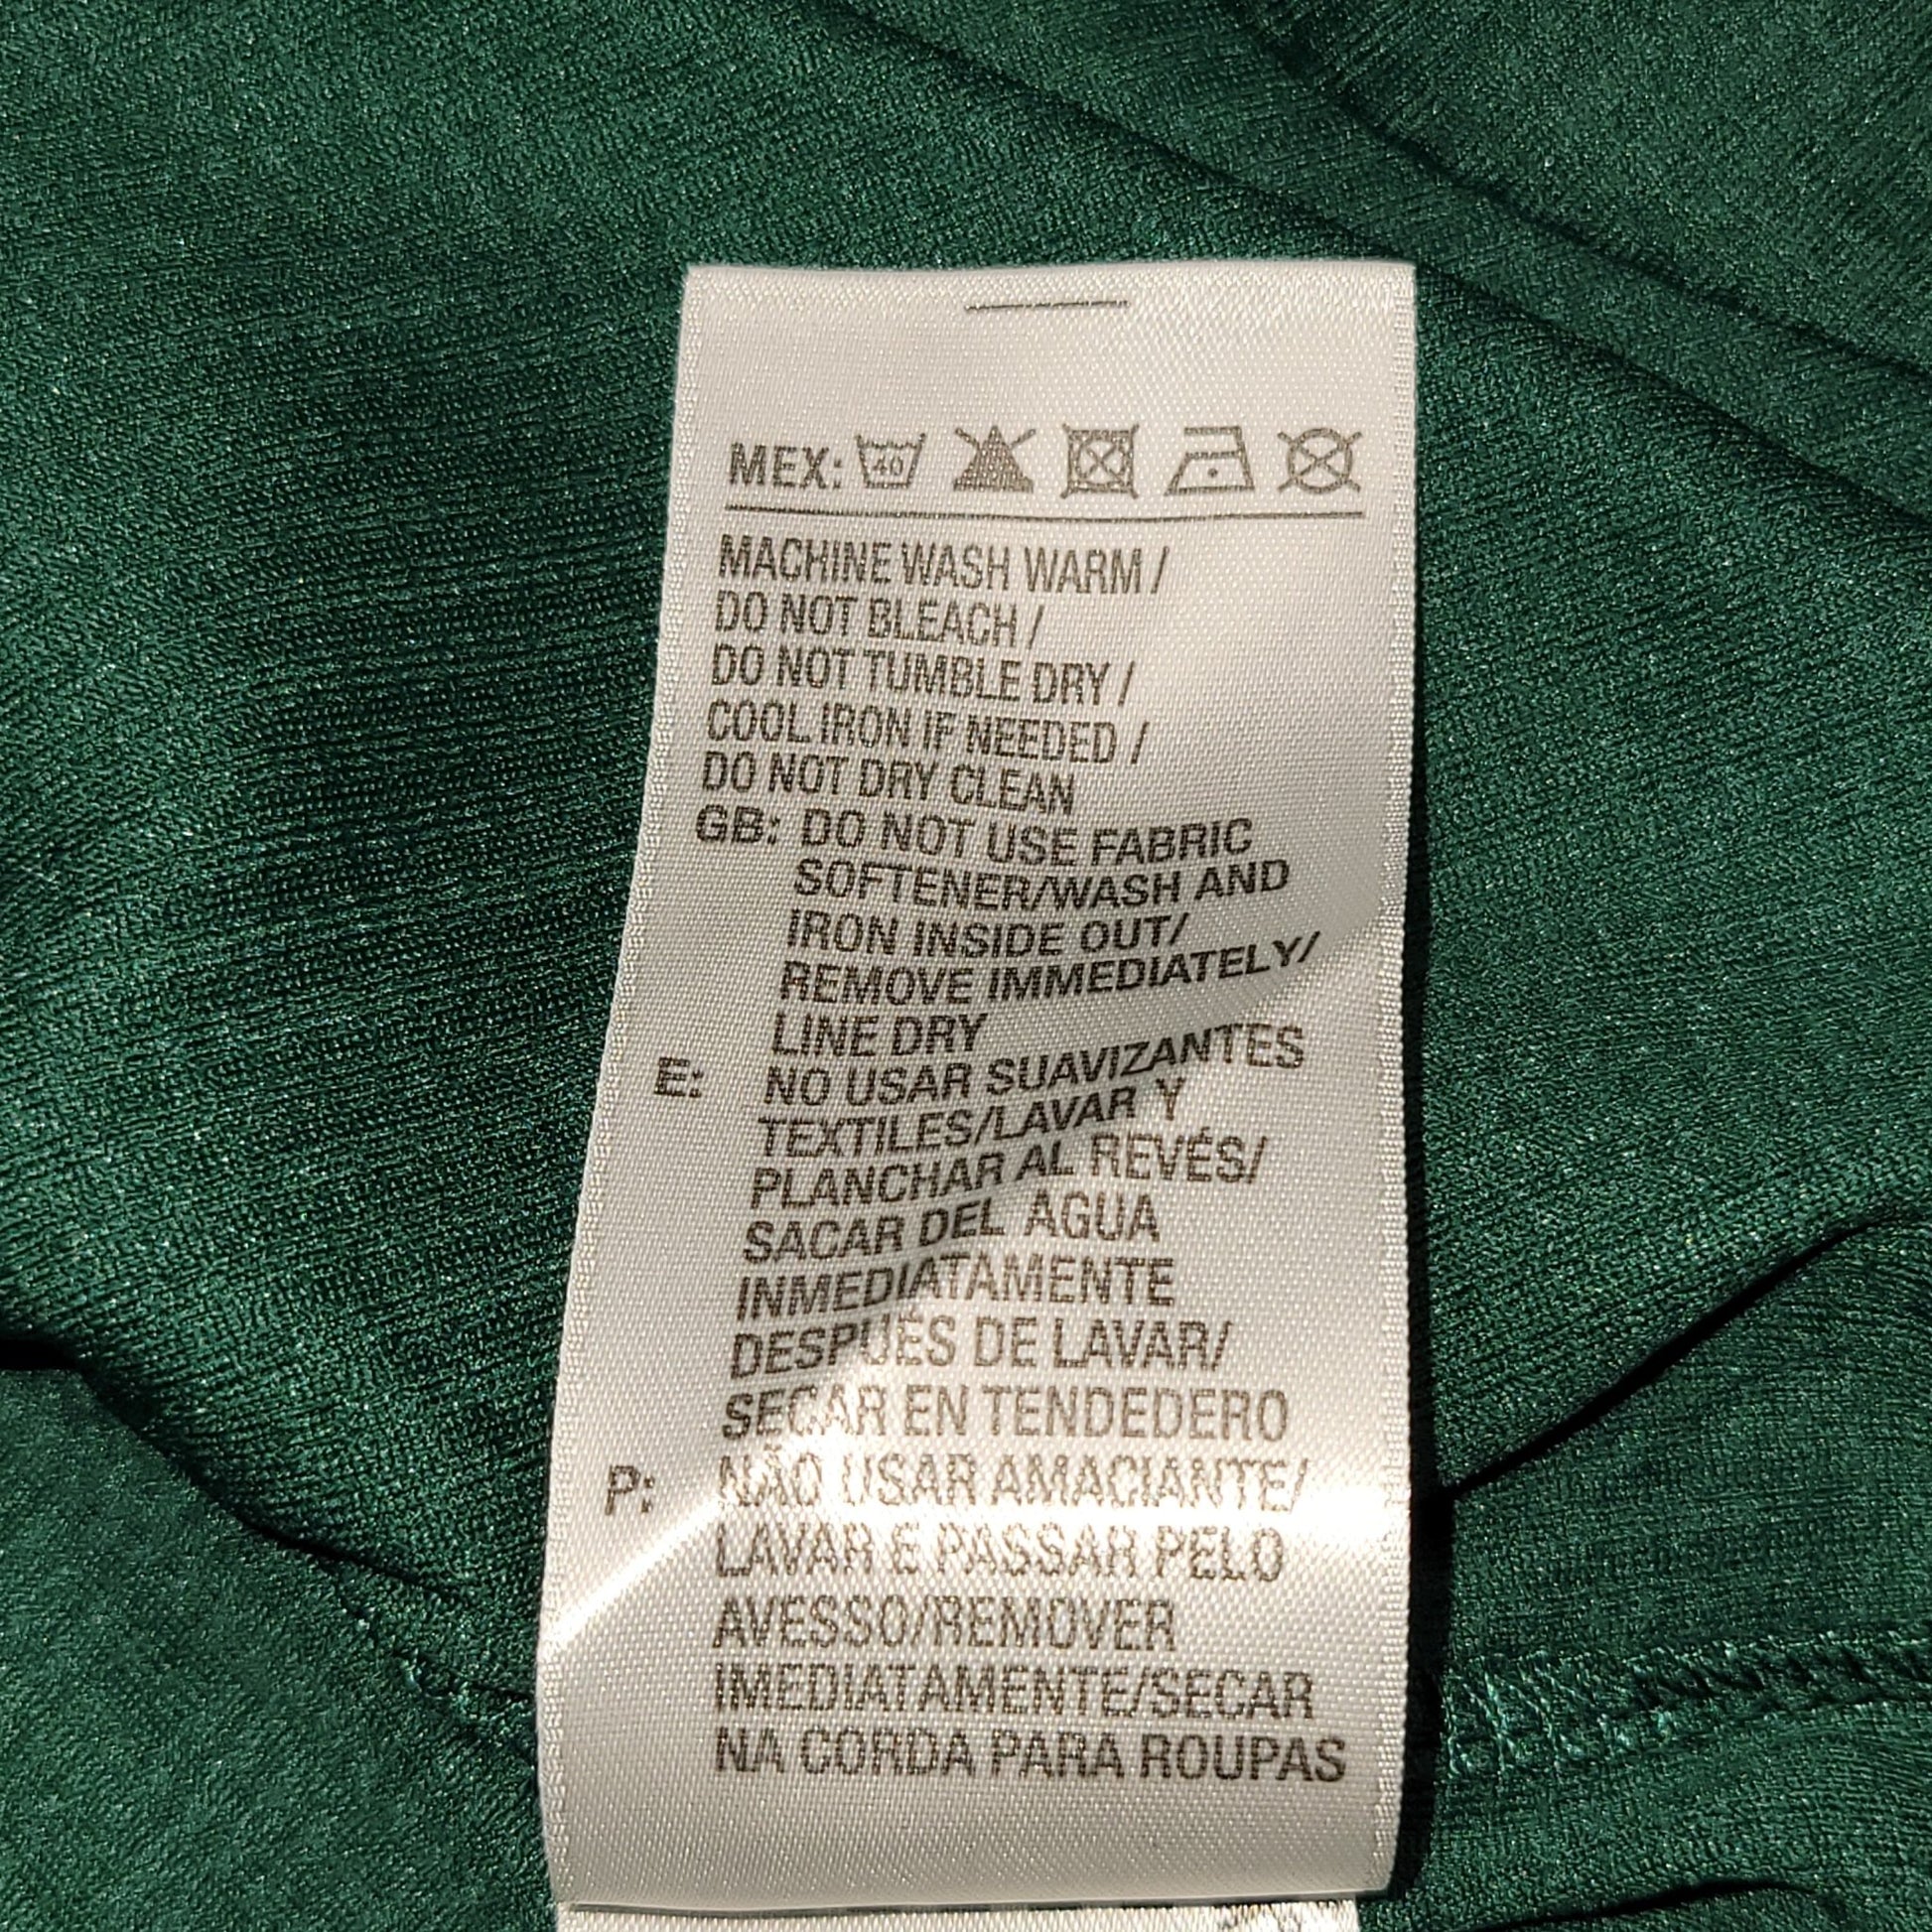 MEX: 40
MACHINE WASH WARM /
DO NOT BLEACH /
DO NOT TUMBLE DRY /
COOL IRON IF NEEDED /
DO NOT DRY CLEAN
GB: DO NOT USE FABRIC
SOFTENER/WASH AND
IRON INSIDE OUT/
REMOVE IMMEDIATELY/
LINE DRY
E: NO USAR SUAVIZANTES
TEXTILES/LAVAR Y
PLANCHAR AL REVÉS/
SACAR DEL AGUA
INMEDIATAMENTE
DESPUÉS DE LAVAR/
SECAR EN TENDEDERO
P: NÃO USAR AMACIANTE/
LAVAR E PASSAR PELO
AVESSO/REMOVER
IMEDIATAMENTE/SECAR
NA CORDA PARA ROUPAS